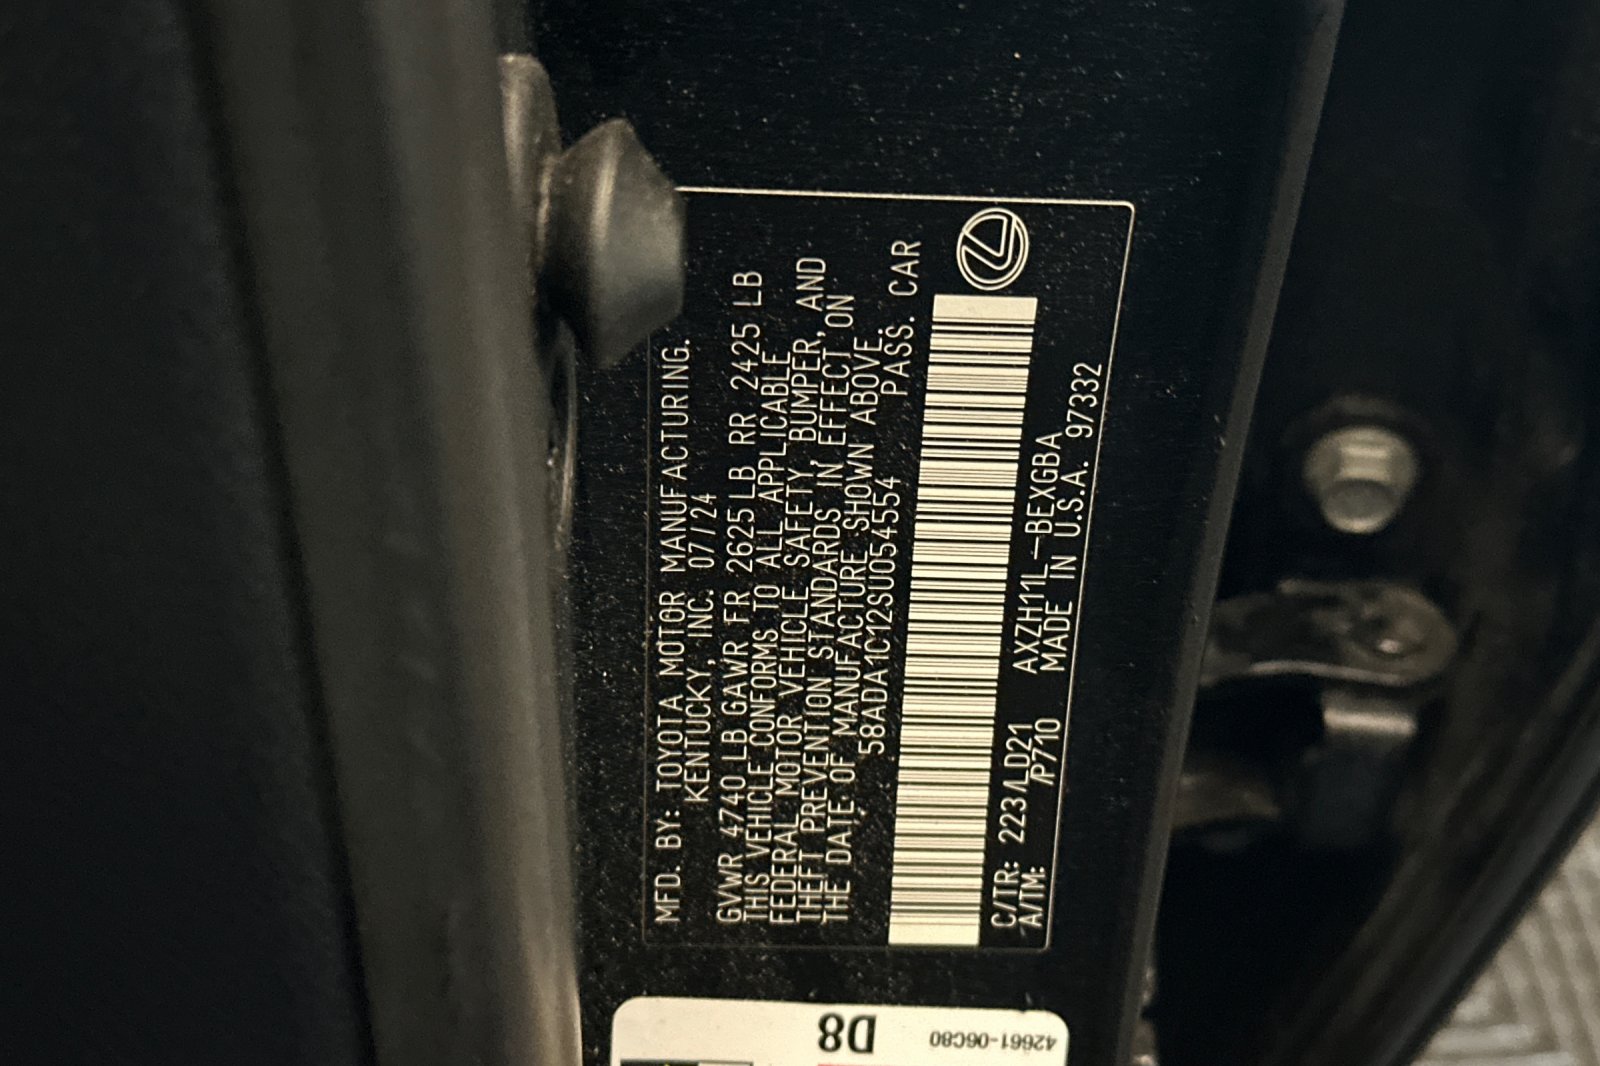 MFD. BY: TOYOTA MOTOR MANUFACTURING.
KENTUCKY, INC. 07/24
GVWR 4740 LB GAWR FR 2625 LB RR 2425 LB
THIS VEHICLE CONFORMS TO ALL APPLICABLE
FEDERAL MOTOR VEHICLE SAFETY, BUMPER, AND
THEFT PREVENTION STANDARDS IN EFFECT ON
THE DATE OF MANUFACTURE SHOWN ABOVE.
58ADA1C12SU054554 PASS. CAR
C/TR: 223/LD21 AXZH11L-BEXGBA
A/TM: /P710 MADE IN U.S.A. 97332
D8
42661-06C80